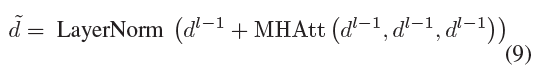 d̃ = LayerNorm (d^{l−1} + MHAtt (d^{l−1}, d^{l−1}, d^{l−1}))
(9)